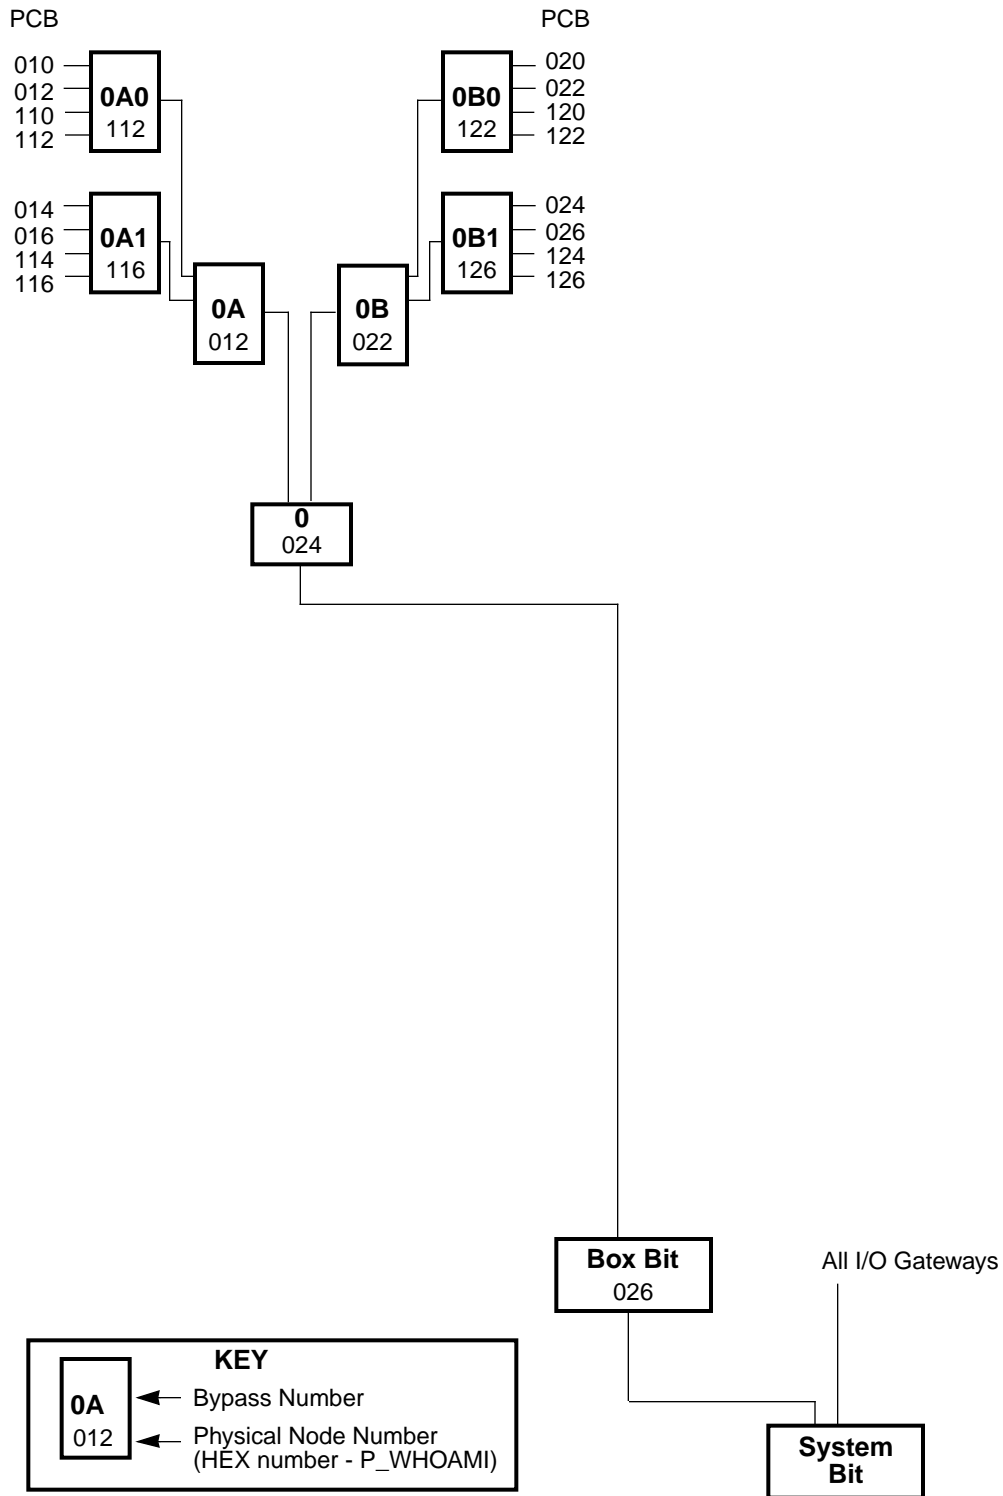 PCB
PCB
010
012
110
112
0A0
112
0B0
122
020
022
120
122
014
016
114
116
0A1
116
0B1
126
024
026
124
126
0A
012
0B
022
0
024
Box Bit
026
All I/O Gateways
KEY
0A
012
Bypass Number
Physical Node Number
(HEX number - P_WHOAMI)
System
Bit